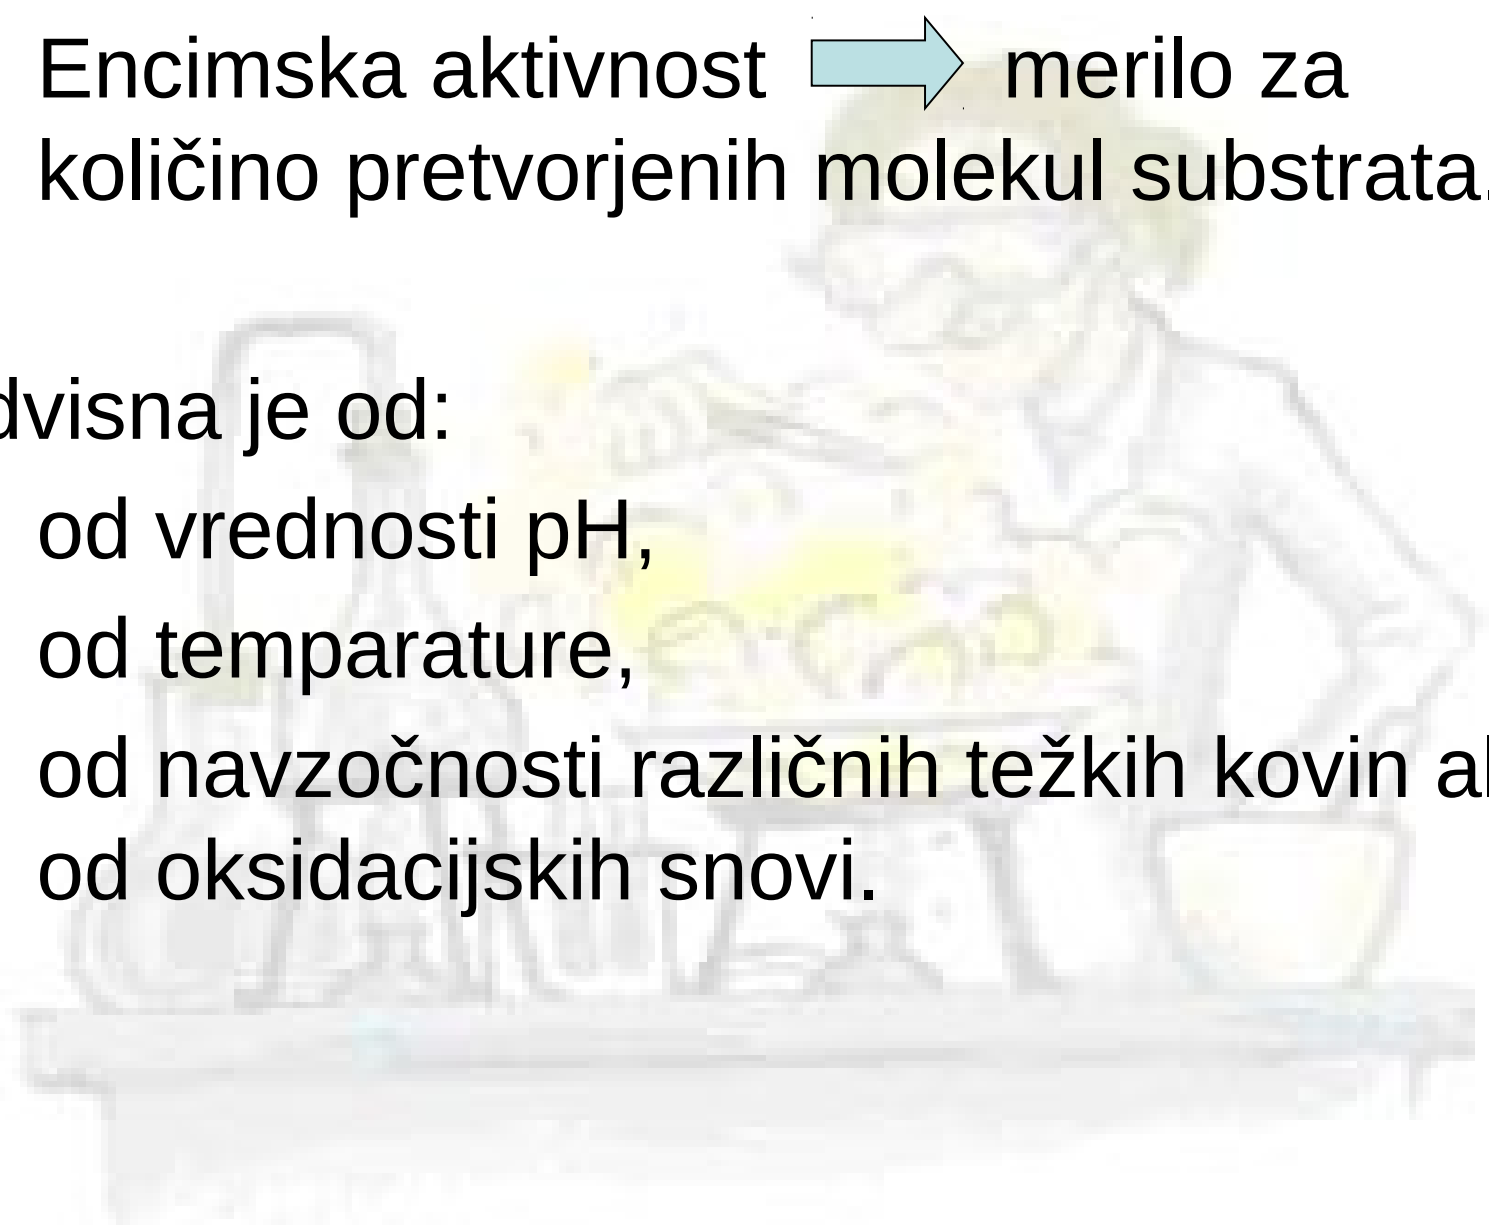 Encimska aktivnost merilo za
količino pretvorjenih molekul substrata.
dvisna je od:
od vrednosti pH,
od temparature,
od navzočnosti različnih težkih kovin al
od oksidacijskih snovi.